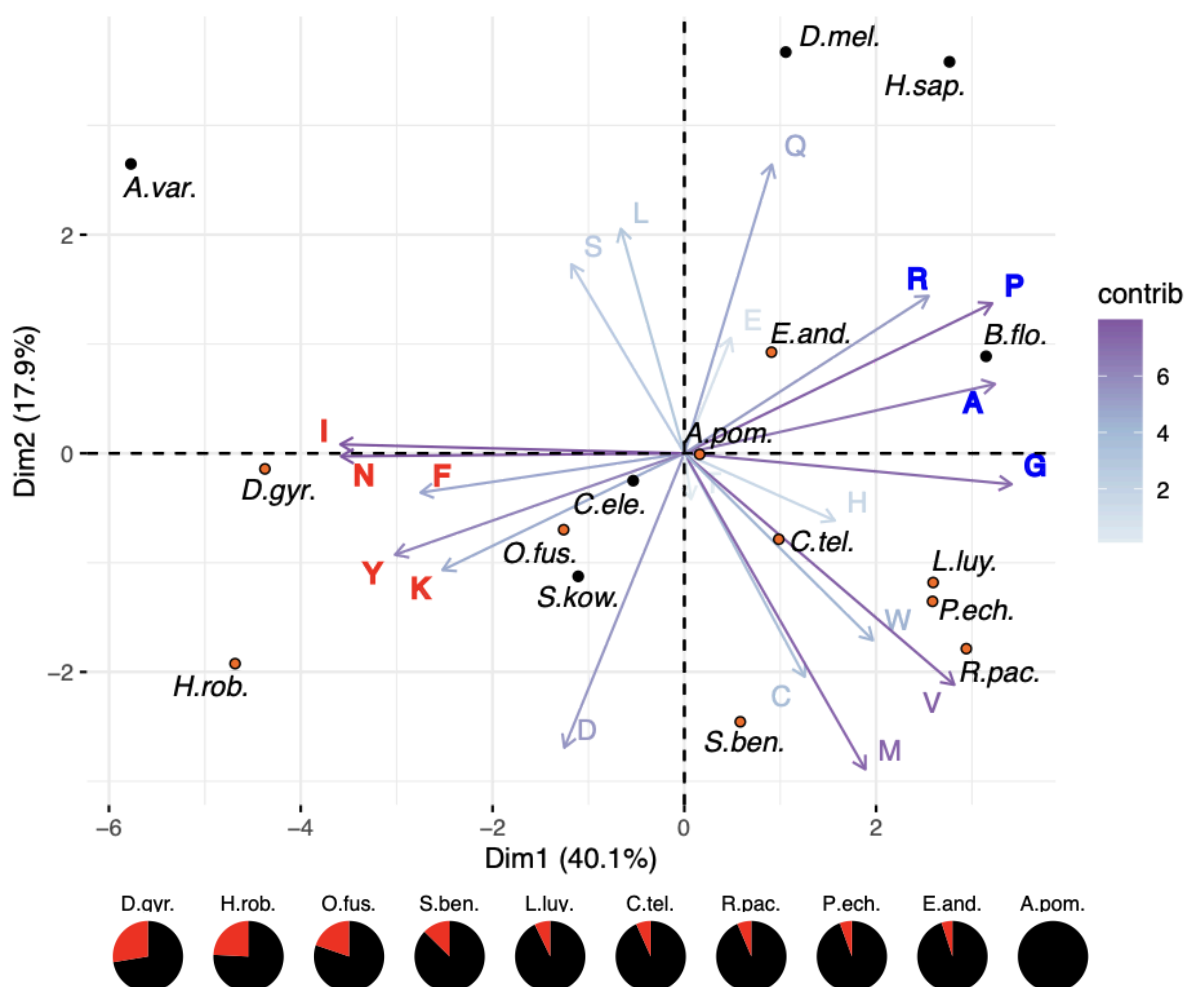 D.mel.
H.sap.
Q
A.var.
L
S
2
R
P
contrib
E
E.and.
B.flo.
A
6
A.pom.
I
0
N
F
G
4
D.gyr.
C.ele.
H
2
O.fus.
C.tel.
L.luy.
Y
K
S.kow.
P.ech.
W
−2
H.rob.
R.pac.
C
V
D
S.ben.
M
Dim2 (17.9%)
−6 −4 −2 0 2
Dim1 (40.1%)
D.gyr. H.rob. O.fus. S.ben. L.luy. C.tel. R.pac. P.ech. E.and. A.pom.